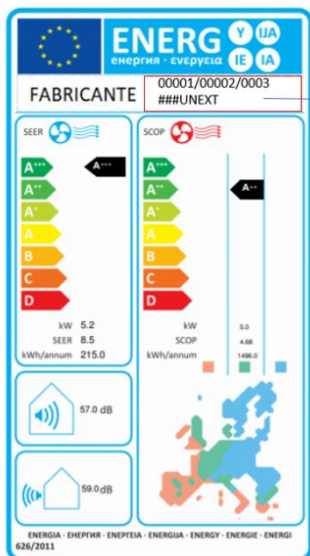 ENERG Y IJA
енергия · ενεργεια IE IA
FABRICANTE 00001/00002/0003
###UNEXT
SEER
SCOP
A+++ A+++ A+++
A++ A++ A++
A+ A+
A A
B B
C C
D D
kW 5.2
SEER 8.5
kWh/annum 215.0
kW 5.0
SCOP 4.68
kWh/annum 1496.0
57.0 dB
59.0 dB
ENERGIA · ЕНЕРГИЯ · ΕΝΕΡΓΕΙΑ · ENERGIJA · ENERGY · ENERGIE · ENERGI
626/2011